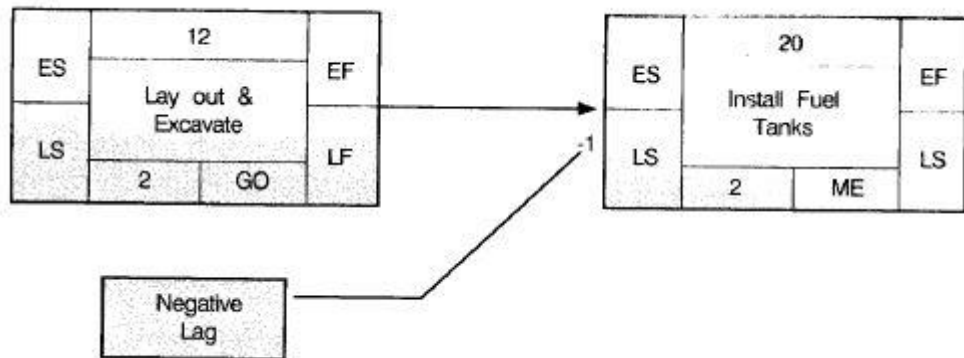 12
ES
EF
Lay out &
Excavate
LS
LF
2
GO
20
ES
EF
Install Fuel
Tanks
-1
LS
LS
2
ME
Negative
Lag